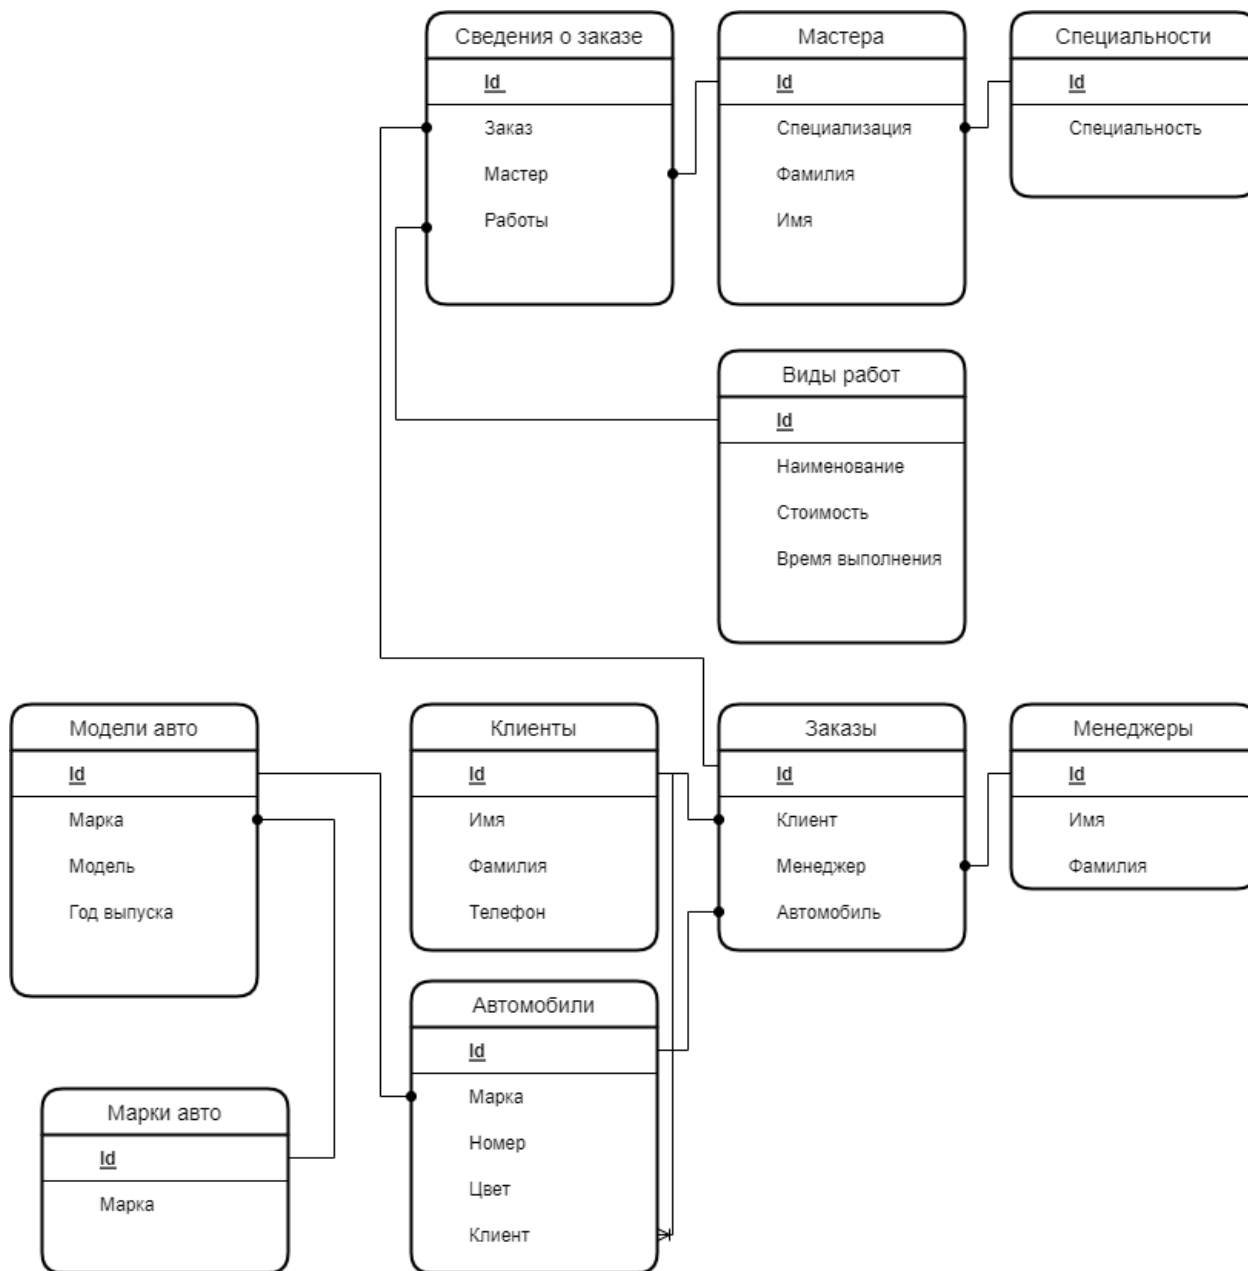 Сведения о заказе
Id
Заказ
Мастер
Работы
Мастера
Id
Специализация
Фамилия
Имя
Специальности
Id
Специальность
Виды работ
Id
Наименование
Стоимость
Время выполнения
Модели авто
Id
Марка
Модель
Год выпуска
Клиенты
Id
Имя
Фамилия
Телефон
Заказы
Id
Клиент
Менеджер
Автомобиль
Менеджеры
Id
Имя
Фамилия
Автомобили
Id
Марка
Номер
Цвет
Клиент
Марки авто
Id
Марка